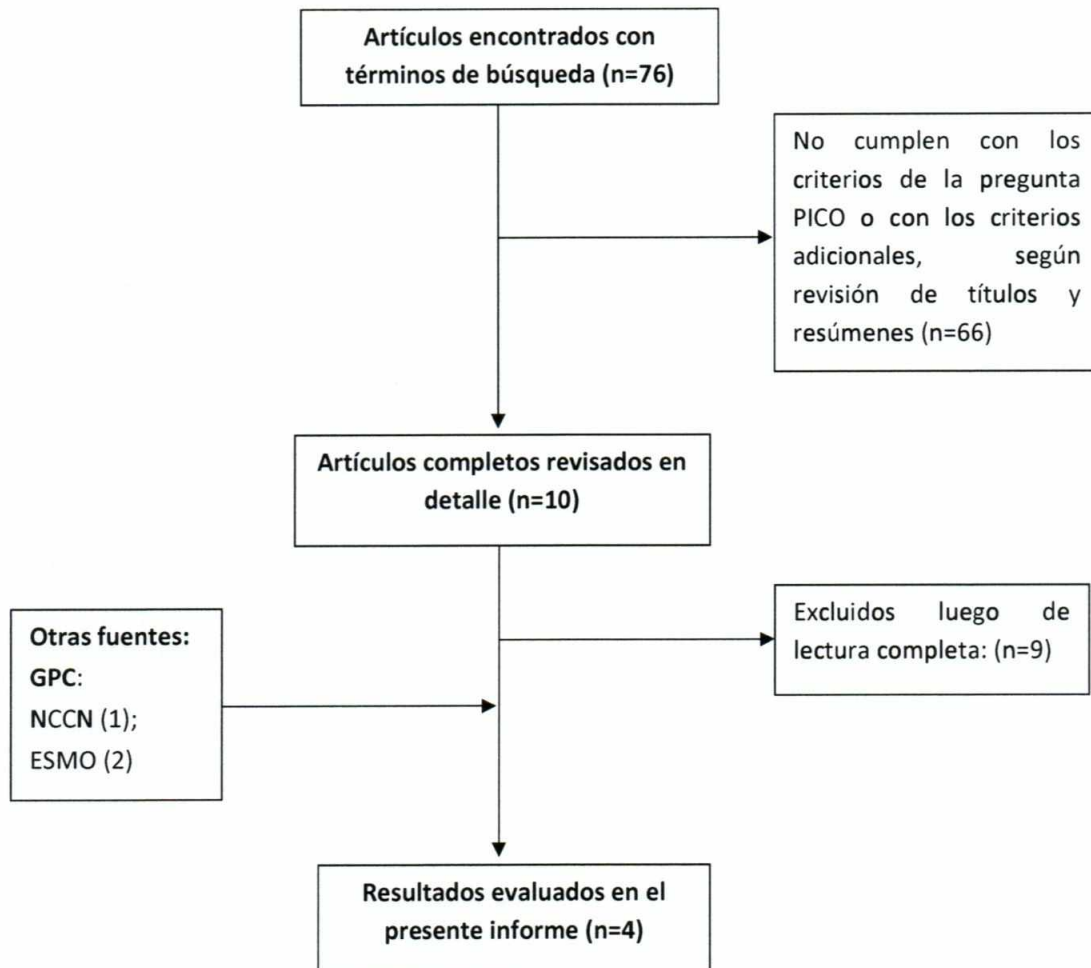 Artículos encontrados con
términos de búsqueda (n=76)
No cumplen con los
criterios de la pregunta
PICO o con los criterios
adicionales, según
revisión de títulos y
resúmenes (n=66)
Artículos completos revisados en
detalle (n=10)
Otras fuentes:
GPC:
NCCN (1);
ESMO (2)
Excluidos luego de
lectura completa: (n=9)
Resultados evaluados en el
presente informe (n=4)